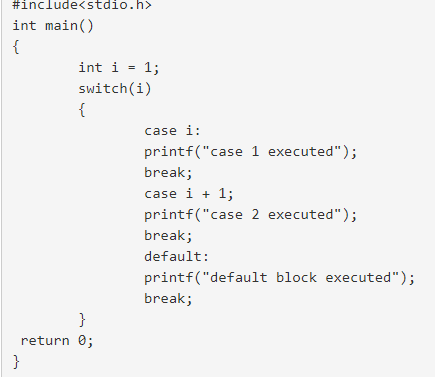 #include<stdio.h>
int main()
{
int i = 1;
switch(i)
{
case i:
printf("case 1 executed");
break;
case i + 1;
printf("case 2 executed");
break;
default:
printf("default block executed");
break;
}
return 0;
}